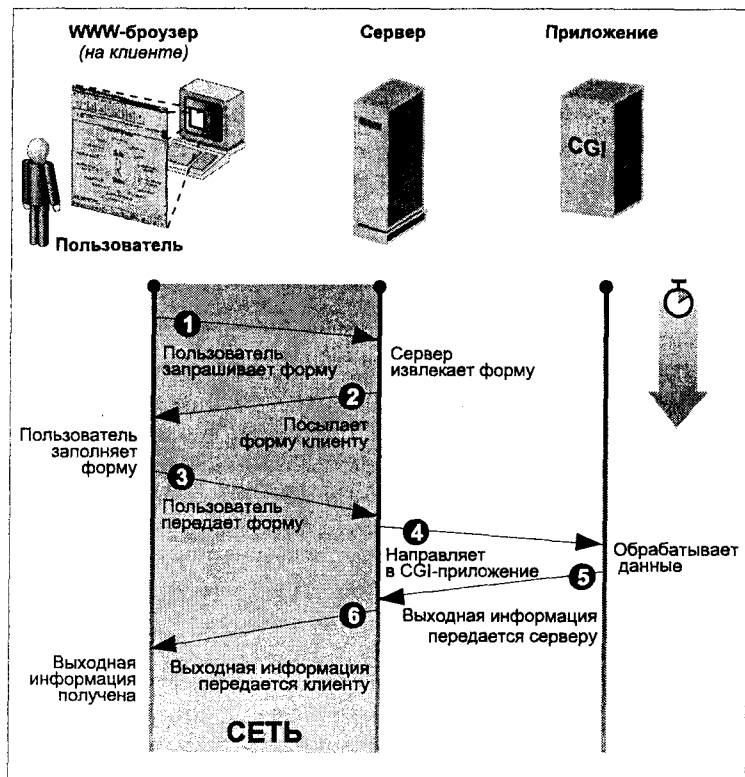 WWW-броузер
(на клиенте)
Сервер
Приложение
CGI
Пользователь
1
Пользователь
запрашивает форму
Сервер
извлекает форму
2
Посылает
форму клиенту
Пользователь
заполняет
форму
3
Пользователь
передает форму
4
Направляет
в CGI-приложение
Обрабатывает
данные
5
Выходная информация
передается серверу
6
Выходная информация
передается клиенту
Выходная
информация
получена
СЕТЬ